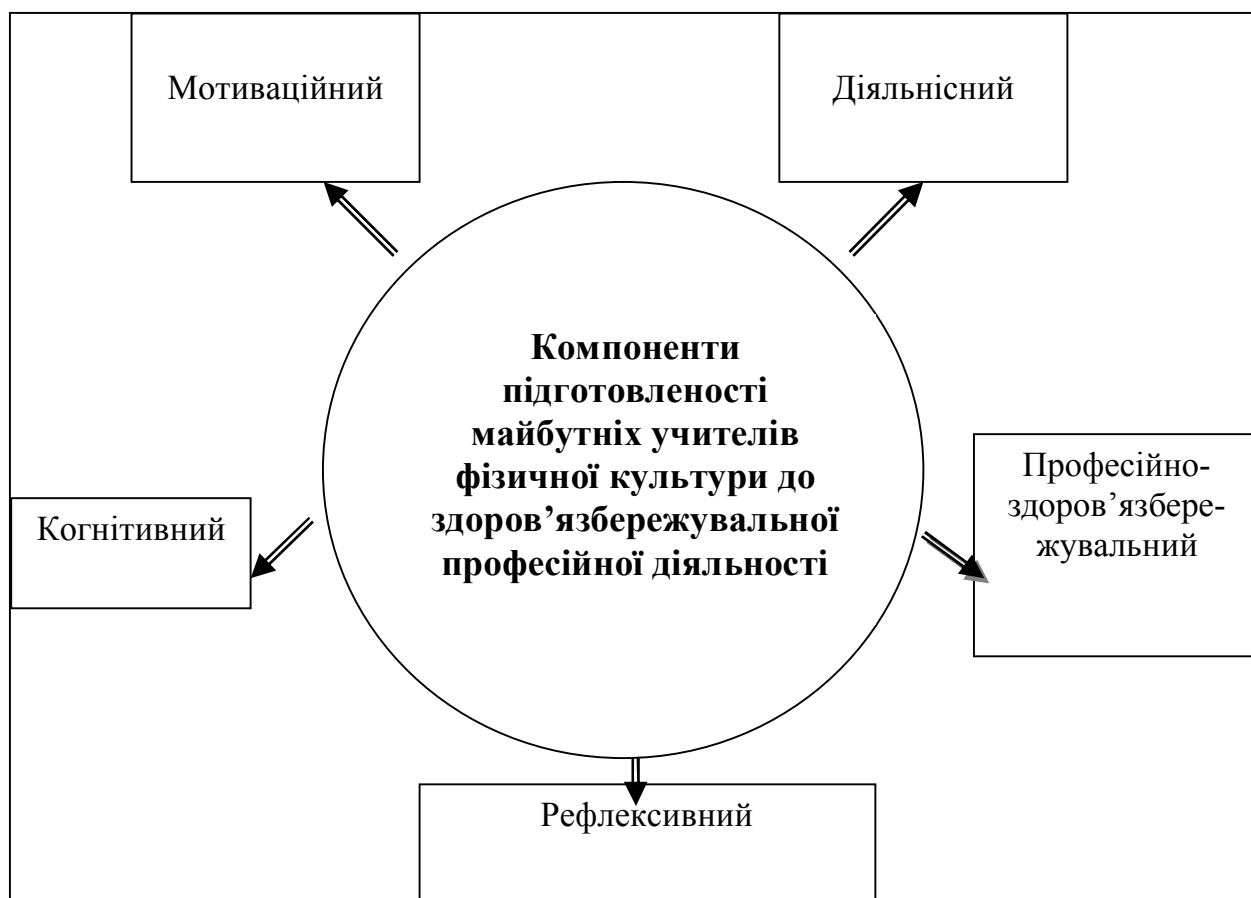 Мотиваційний
Діяльнісний
Компоненти
підготовленості
майбутніх учителів
фізичної культури до
здоров’язбережувальної
професійної діяльності
Когнітивний
Професійно-
здоров’язбере-
жувальний
Рефлексивний